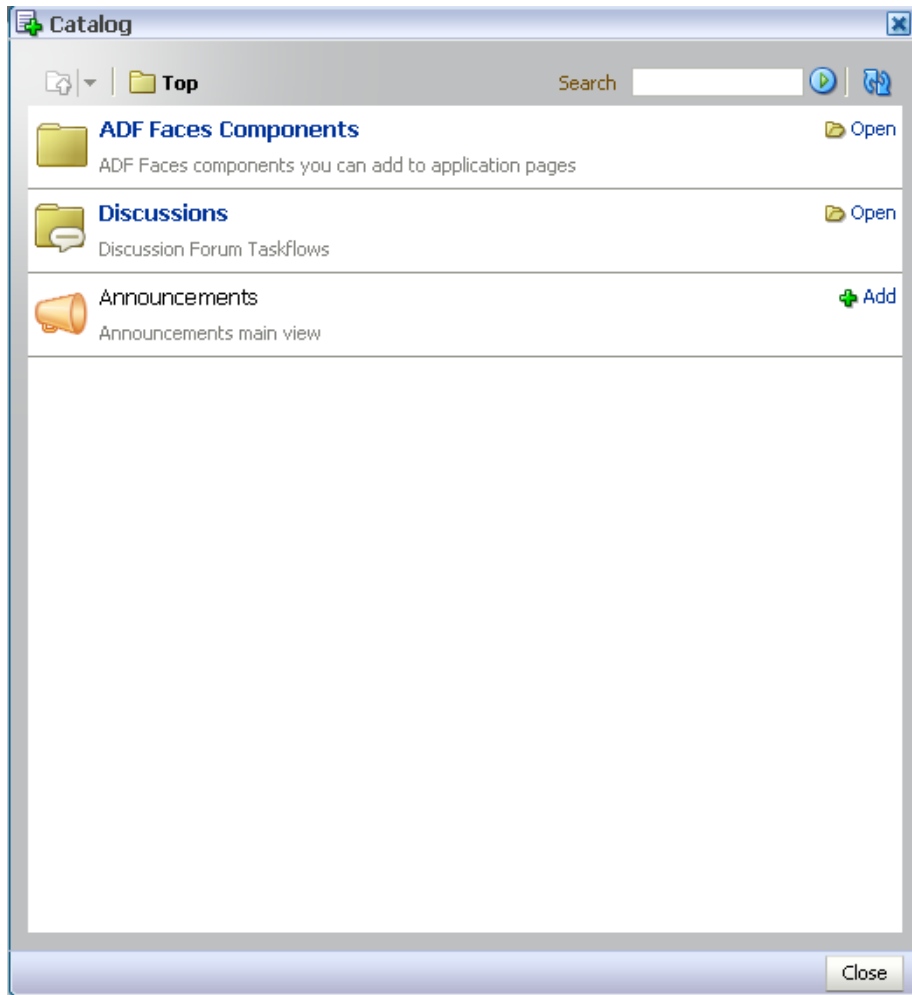 Catalog
Top Search
ADF Faces Components Open
ADF Faces components you can add to application pages
Discussions Open
Discussion Forum Taskflows
Announcements Add
Announcements main view
Close